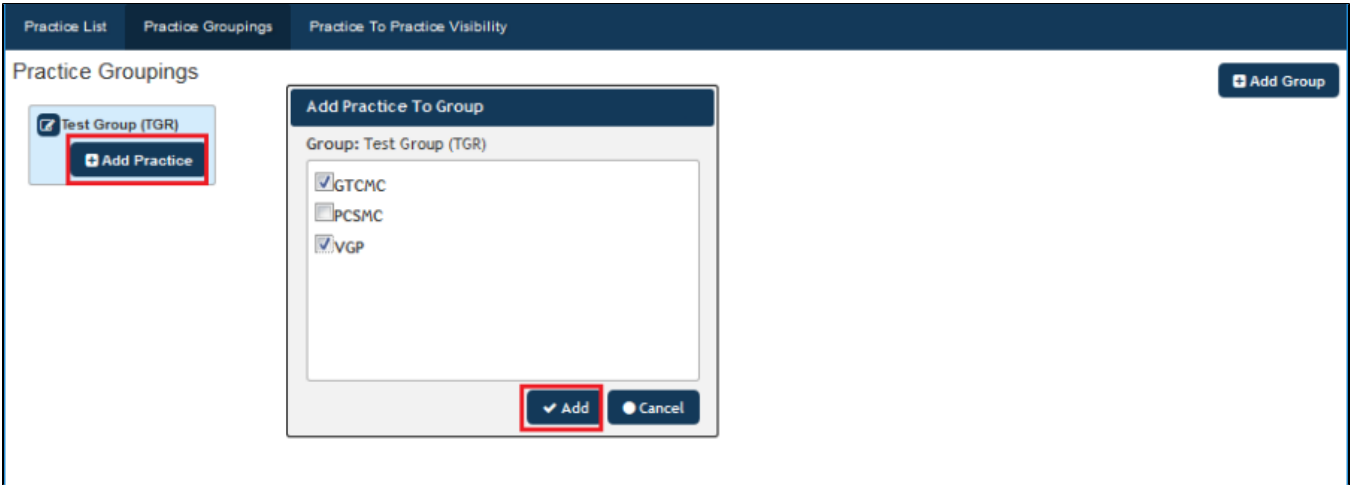 Practice List Practice Groupings Practice To Practice Visibility
Practice Groupings
Add Group
Test Group (TGR)
Add Practice
Add Practice To Group
Group: Test Group (TGR)
GTCMC
PCSMC
VGP
Add Cancel